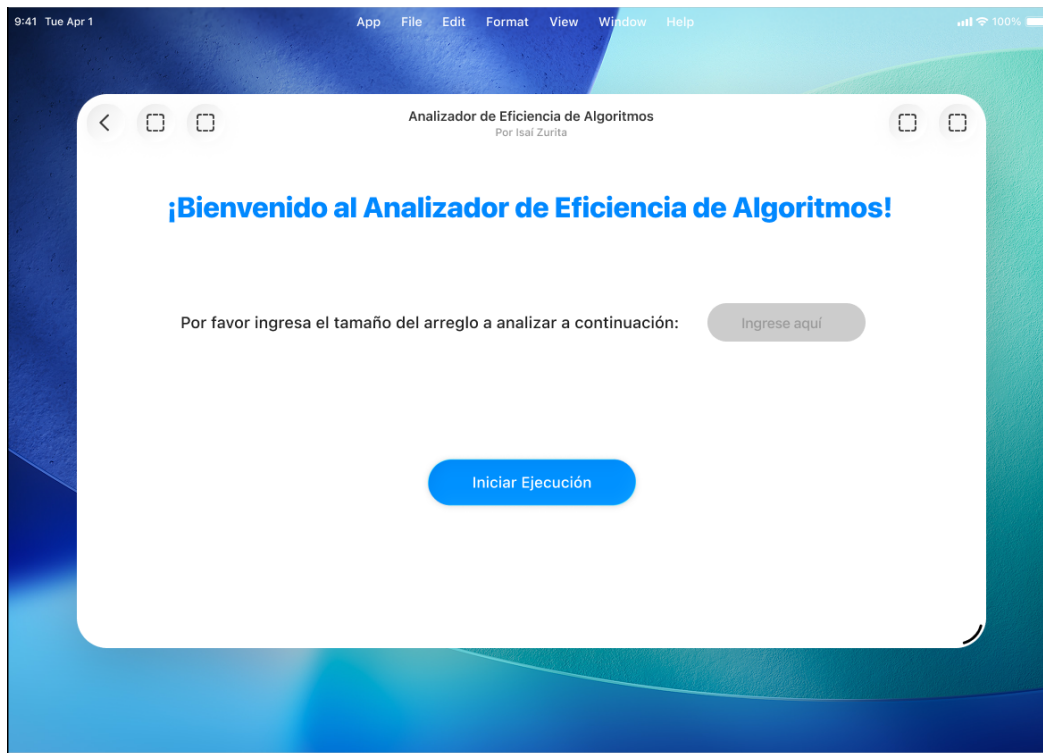 9:41 Tue Apr 1 App File Edit Format View Window Help 100%
Analizador de Eficiencia de Algoritmos
Por Isaí Zurita
¡Bienvenido al Analizador de Eficiencia de Algoritmos!
Por favor ingresa el tamaño del arreglo a analizar a continuación: Ingrese aquí
Iniciar Ejecución